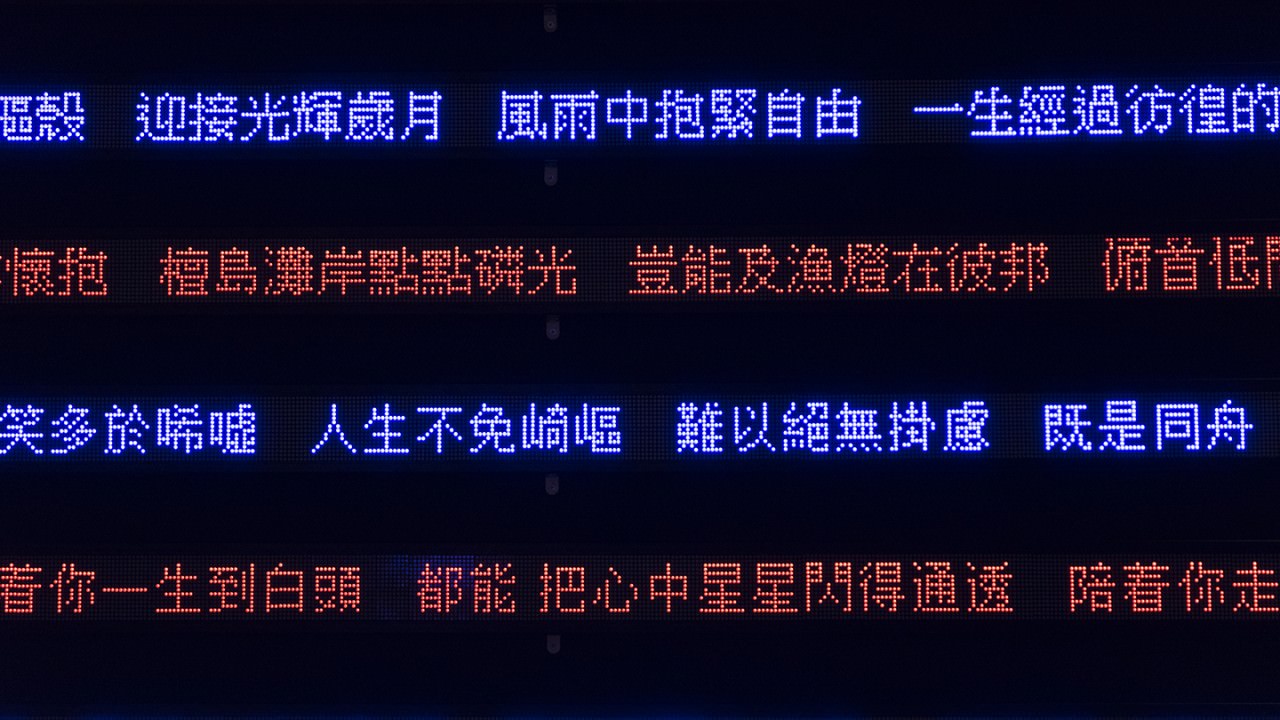 軀殼 迎接光輝歲月 風雨中抱緊自由 一生經過彷徨的
懷抱 檀島灘岸點點磷光 豈能及漁燈在彼邦 俯首低
笑多於唏噓 人生不免崎嶇 難以絕無掛慮 既是同舟
着你一生到白頭 都能 把心中星星閃得通透 陪着你走